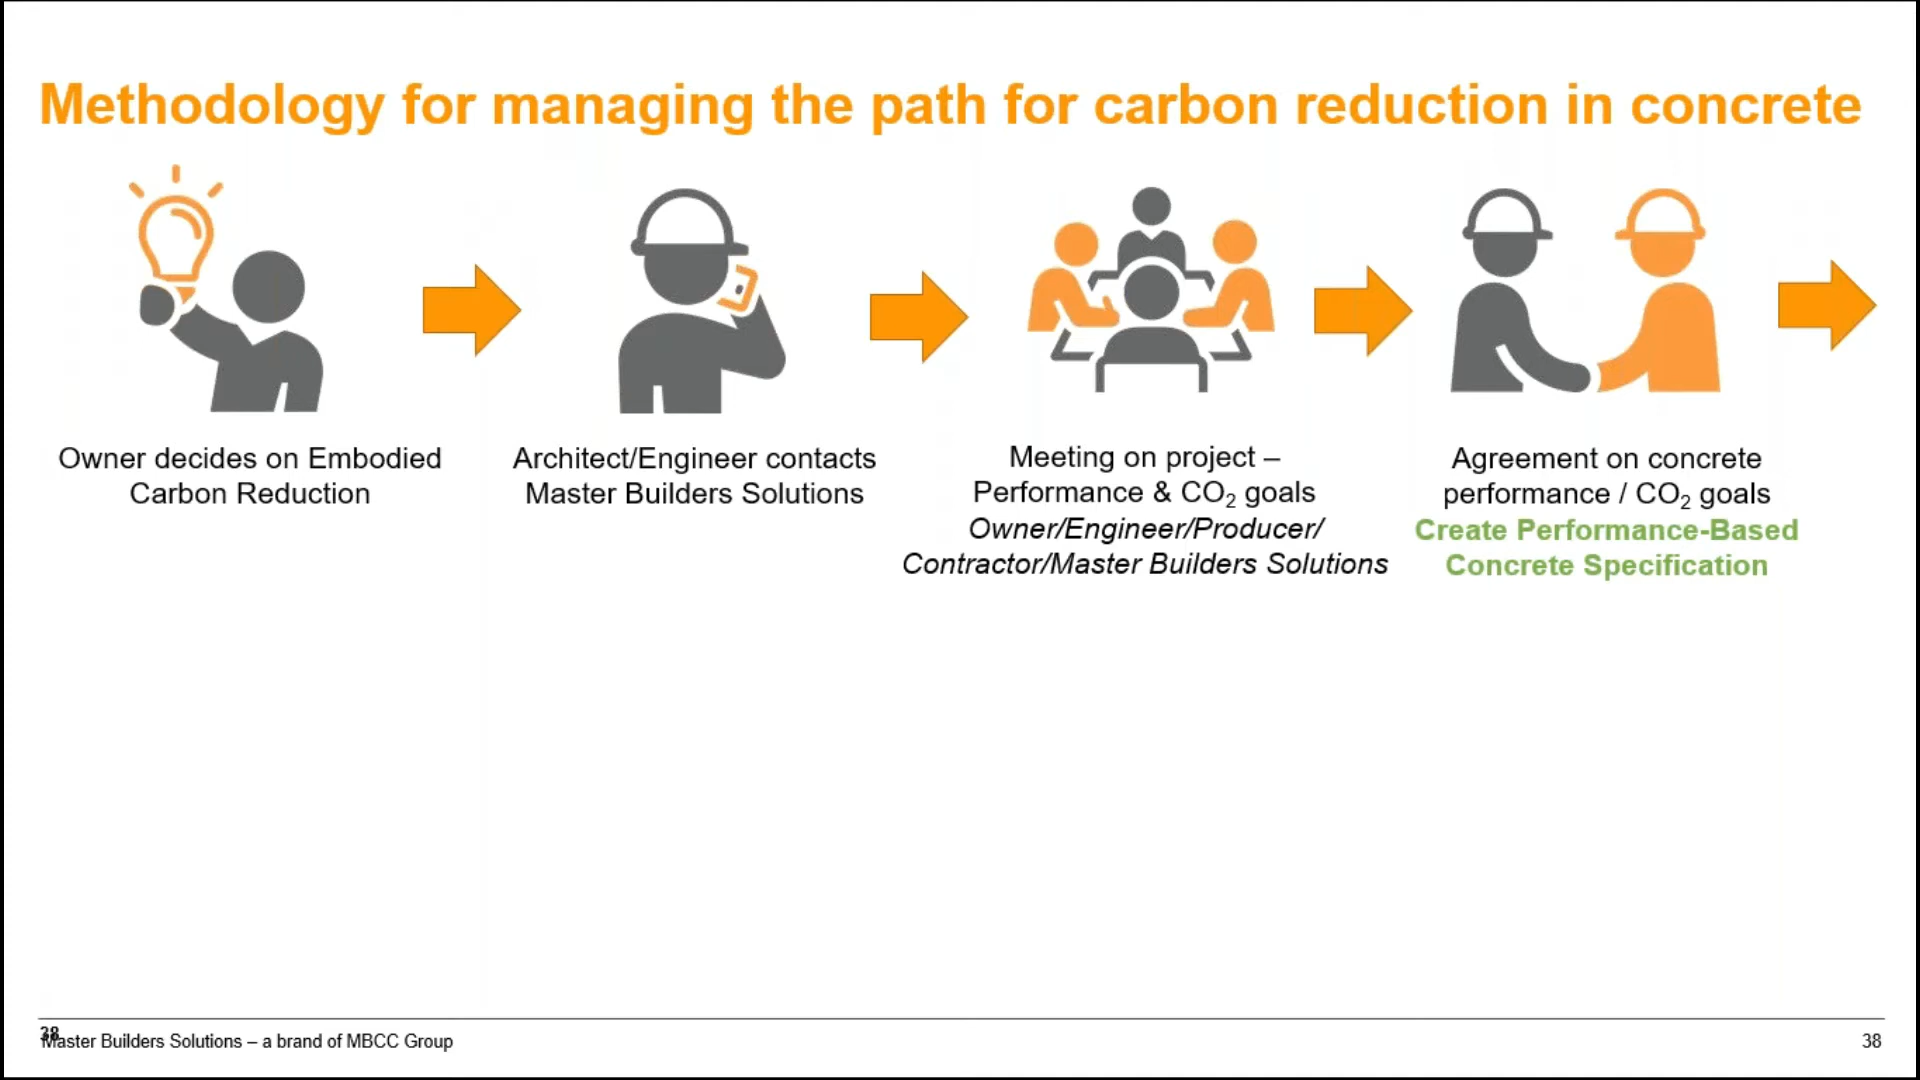 Methodology for managing the path for carbon reduction in concrete
Owner decides on Embodied
Carbon Reduction
Architect/Engineer contacts
Master Builders Solutions
Meeting on project –
Performance & CO₂ goals
Owner/Engineer/Producer/
Contractor/Master Builders Solutions
Agreement on concrete
performance / CO₂ goals
Create Performance-Based
Concrete Specification
38
Master Builders Solutions – a brand of MBCC Group
38